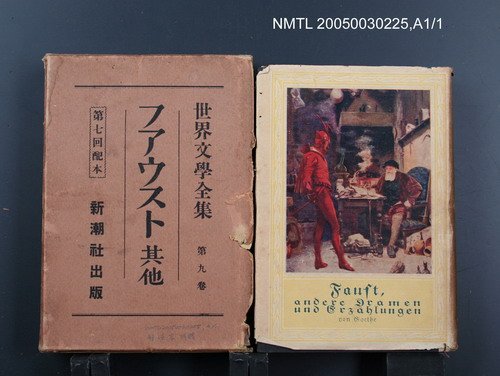 NMTL 20050030225,A1/1
世界文學全集 第九卷
ファウスト 其他
第七回配本
新潮社出版
Faust,
andere Dramen
und Erzählungen
von Goethe